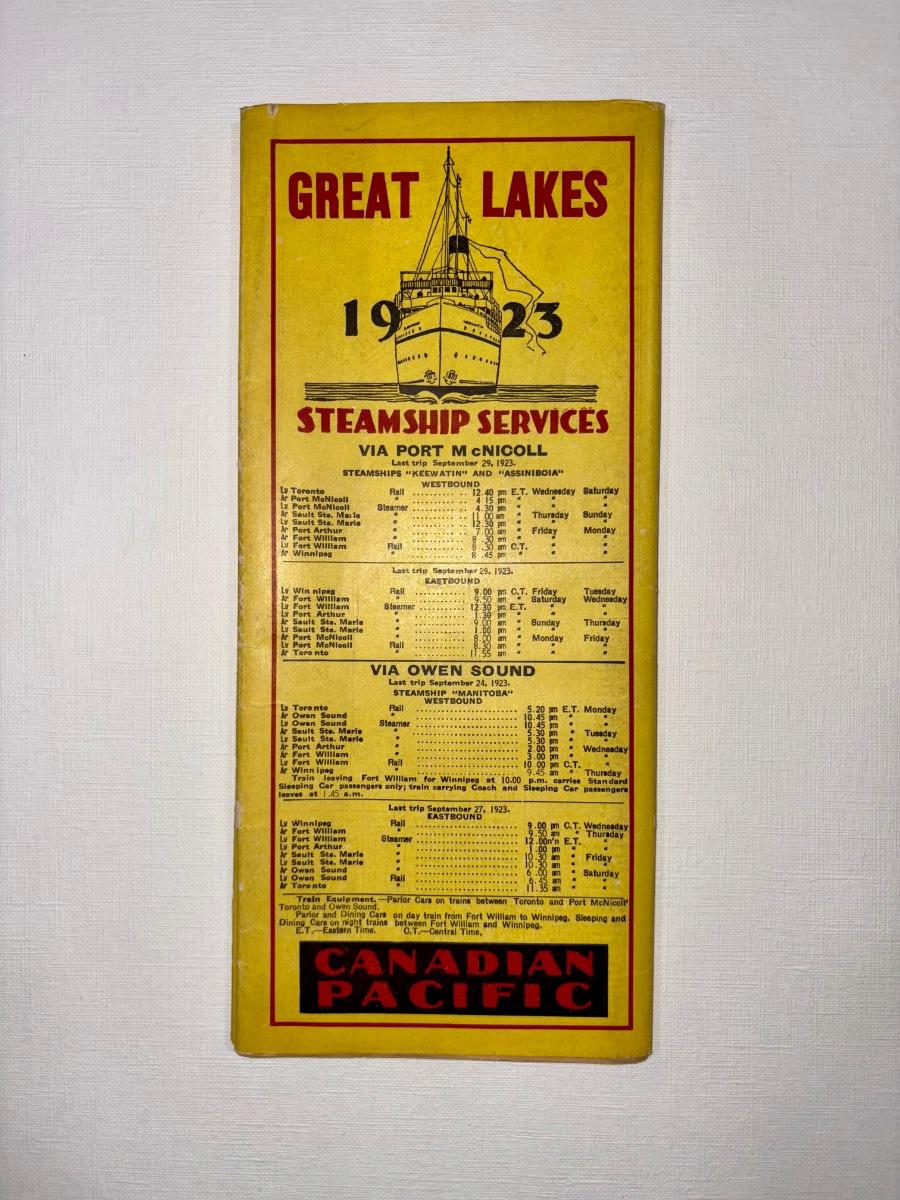 GREAT LAKES
1923
STEAMSHIP SERVICES
VIA PORT McNICOLL
Last trip September 29, 1923.
STEAMSHIPS "KEEWATIN" AND "ASSINIBOIA"
WESTBOUND
Lv Toronto Rail .......... 12.40 pm E.T. Wednesday Saturday
Ar Port McNicoll " .......... 4 15 pm " " "
Lv Port McNicoll Steamer .......... 4.30 pm " " "
Ar Sault Ste. Marie " .......... 11 00 am " Thursday Sunday
Lv Sault Ste. Marie " .......... 12.30 pm " " "
Ar Port Arthur " .......... 7.00 am " Friday Monday
Ar Fort William " .......... 8 .30 am " " "
Lv Fort William Rail .......... .30 am C.T. " "
Ar Winnipeg " .......... 8 .45 pm " " "
Last trip September 29, 1923.
EASTBOUND
Lv Winnipeg Rail .......... 9.00 pm C.T. Friday Tuesday
Ar Fort William " .......... 9.50 am " Saturday Wednesday
Lv Fort William Steamer .......... 12 30 pm E.T. " "
Lv Port Arthur " .......... 1.30 pm " " "
Ar Sault Ste. Marie " .......... 9.00 am " Sunday Thursday
Lv Sault Ste. Marie " .......... 1.00 pm " " "
Ar Port McNicoll " .......... 8.00 am " Monday Friday
Lv Port McNicoll Rail .......... 8.30 am " " "
Ar Toronto " .......... 11.55 am " " "
VIA OWEN SOUND
Last trip September 24, 1923.
STEAMSHIP "MANITOBA"
WESTBOUND
Lv Toronto Rail .......... 5.20 pm E.T. Monday
Ar Owen Sound " .......... 10.45 pm " "
Lv Owen Sound Steamer .......... 10.45 pm " "
Ar Sault Ste. Marie " .......... 5.30 pm " Tuesday
Lv Sault Ste. Marie " .......... 5.30 pm " "
Ar Port Arthur " .......... 2.00 pm " Wednesday
Ar Fort William " .......... 3.00 pm " "
Lv Fort William Rail .......... 10 00 pm C.T. "
Ar Winnipeg " .......... 9.45 am " Thursday
Train leaving Fort William for Winnipeg at 10.00 p.m. carries Standard
Sleeping Car passengers only; train carrying Coach and Sleeping Car passengers
leaves at 1.45 a.m.
Last trip September 27, 1923.
EASTBOUND
Lv Winnipeg Rail .......... 9.00 pm C.T. Wednesday
Ar Fort William " .......... 9.50 am " Thursday
Lv Fort William Steamer .......... 12.00n'n E.T. "
Lv Port Arthur " .......... 1.00 pm " "
Ar Sault Ste. Marie " .......... 10.30 am " Friday
Lv Sault Ste. Marie " .......... 10.30 am " "
Ar Owen Sound " .......... 6.00 am " Saturday
Lv Owen Sound Rail .......... 6.45 am " "
Ar Toronto " .......... 11.35 am " "
Train Equipment.—Parlor Cars on trains between Toronto and Port McNicoll
Toronto and Owen Sound.
Parlor and Dining Cars on day train from Fort William to Winnipeg. Sleeping and
Dining Cars on night trains between Fort William and Winnipeg.
E.T.—Eastern Time. C.T.—Central Time,
CANADIAN
PACIFIC